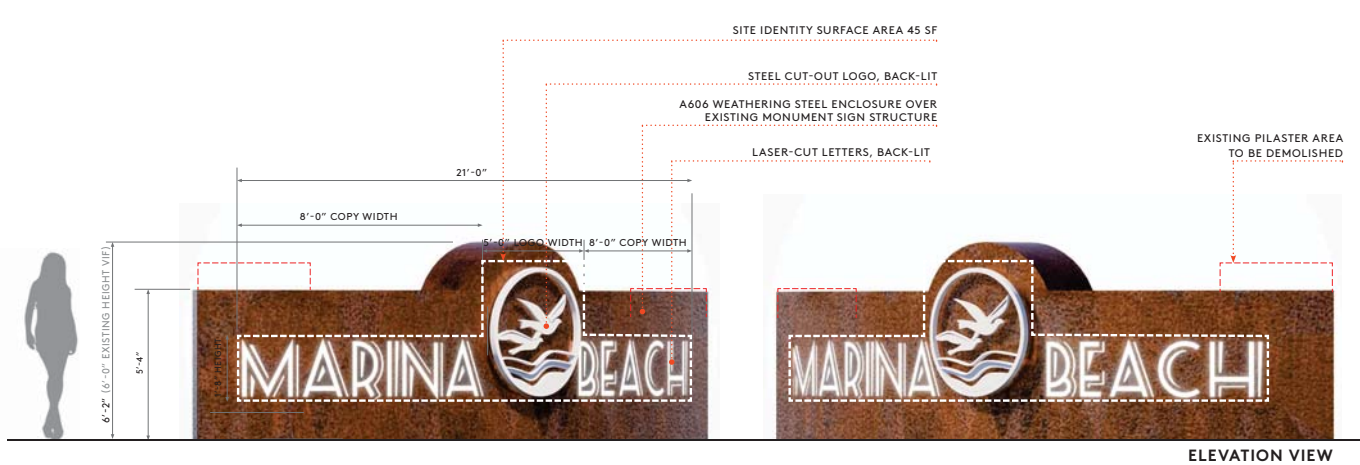 SITE IDENTITY SURFACE AREA 45 SF
STEEL CUT-OUT LOGO, BACK-LIT
A606 WEATHERING STEEL ENCLOSURE OVER
EXISTING MONUMENT SIGN STRUCTURE
LASER-CUT LETTERS, BACK-LIT
EXISTING PILASTER AREA
TO BE DEMOLISHED
21'-0"
8'-0" COPY WIDTH
5'-0" LOGO WIDTH
8'-0" COPY WIDTH
6'-2" (6'-0" EXISTING HEIGHT VIF)
5'-4"
HEIGHT
MARINA BEACH
MARINA BEACH
ELEVATION VIEW